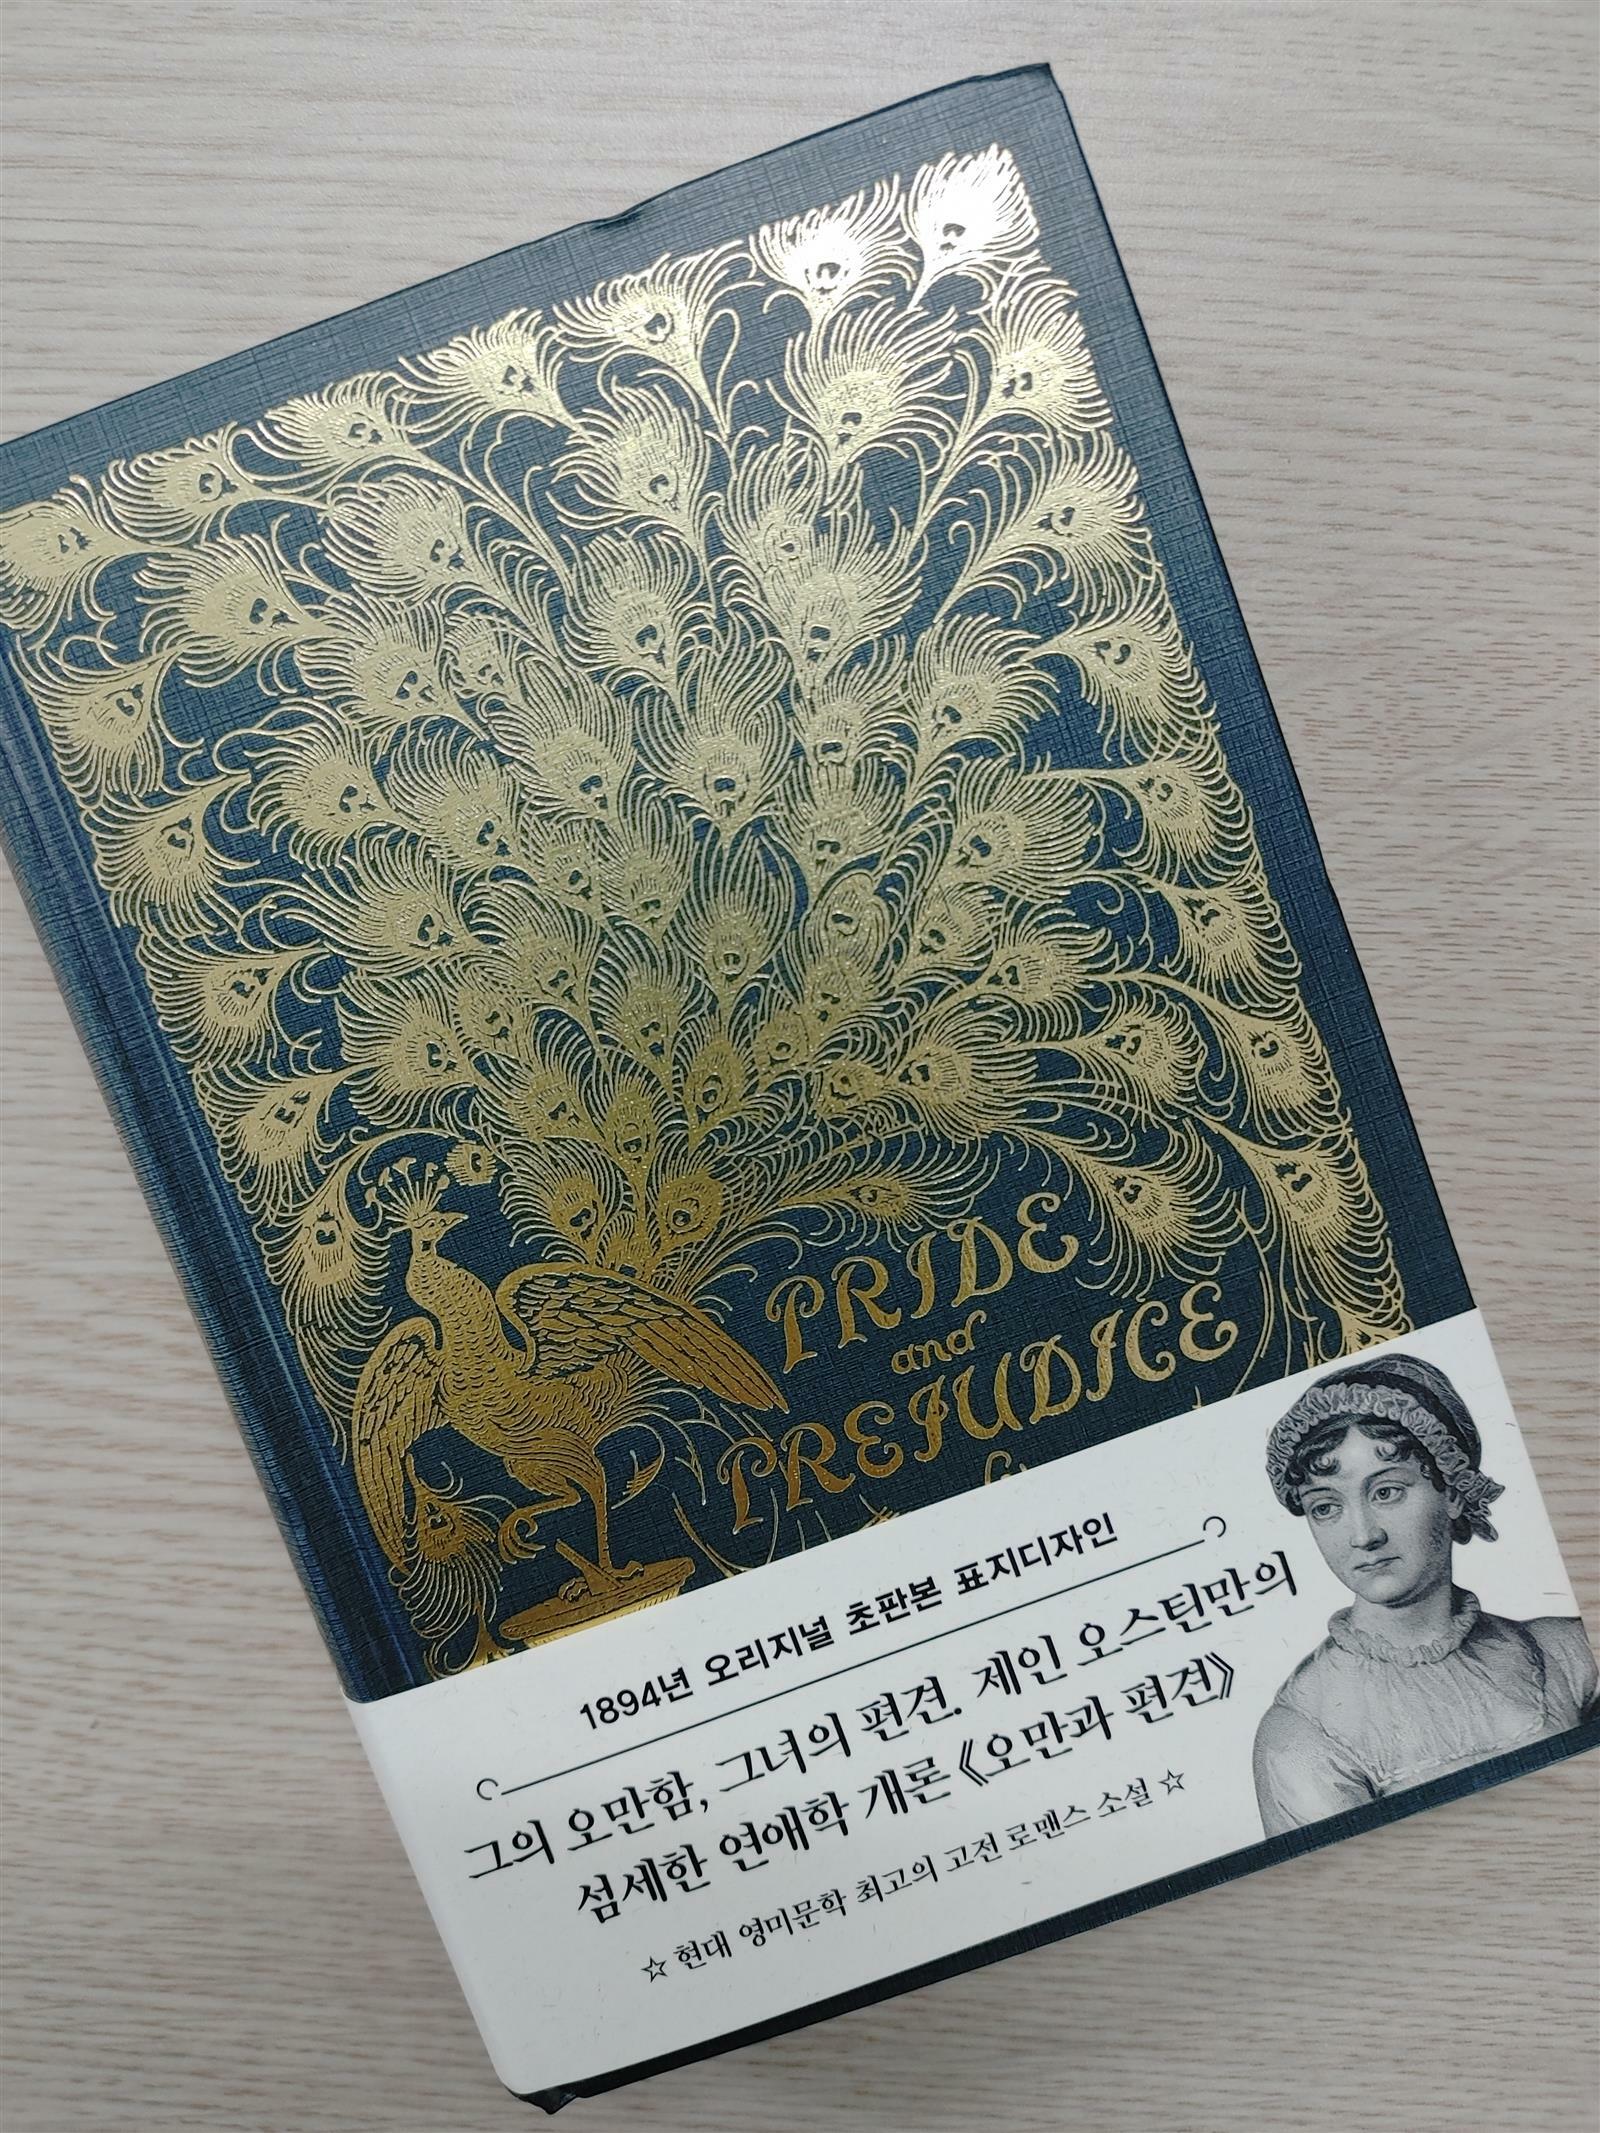 PRIDE
and
PREJUDICE
1894년 오리지널 초판본 표지디자인
그의 오만함, 그녀의 편견. 제인 오스틴만의
섬세한 연애학 개론 《오만과 편견》
☆ 현대 영미문학 최고의 고전 로맨스 소설 ☆